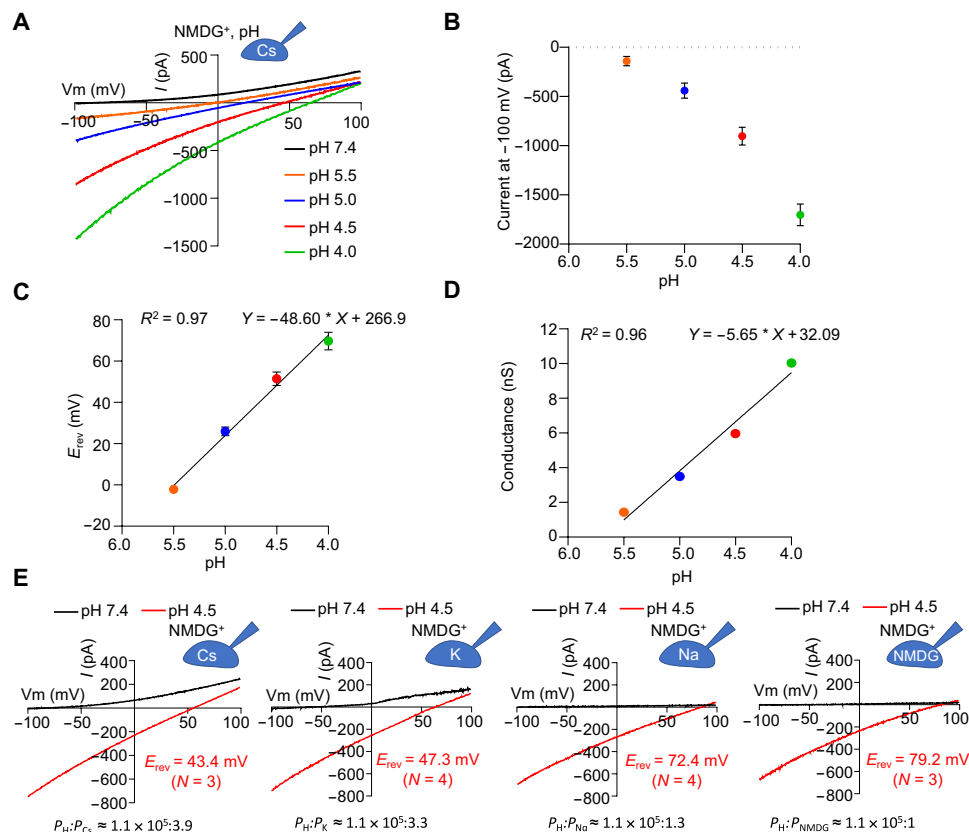 A
NMDG⁺, pH
Cs
I (pA)
Vm (mV)
500
−100
−50
50
100
−500
−1000
−1500
pH 7.4
pH 5.5
pH 5.0
pH 4.5
pH 4.0
B
Current at −100 mV (pA)
0
−500
−1000
−1500
−2000
6.0 5.5 5.0 4.5 4.0
pH
C
R² = 0.97 Y = −48.60 * X + 266.9
E_rev (mV)
80
60
40
20
0
−20
6.0 5.5 5.0 4.5 4.0
pH
D
R² = 0.96 Y = −5.65 * X + 32.09
Conductance (nS)
12
10
8
6
4
2
0
6.0 5.5 5.0 4.5 4.0
pH
E
pH 7.4 pH 4.5
NMDG⁺
Cs
I (pA)
Vm (mV)
400
200
−100 −50 50 100
−200
−400
−600
−800
E_rev = 43.4 mV
(N = 3)
P_H:P_Cs ≈ 1.1 × 10⁵:3.9
pH 7.4 pH 4.5
NMDG⁺
K
I (pA)
Vm (mV)
400
200
−100 −50 50 100
−200
−400
−600
−800
E_rev = 47.3 mV
(N = 4)
P_H:P_K ≈ 1.1 × 10⁵:3.3
pH 7.4 pH 4.5
NMDG⁺
Na
I (pA)
Vm (mV)
400
200
−100 −50 50 100
−200
−400
−600
−800
E_rev = 72.4 mV
(N = 4)
P_H:P_Na ≈ 1.1 × 10⁵:1.3
pH 7.4 pH 4.5
NMDG⁺
NMDG
I (pA)
Vm (mV)
400
200
−100 −50 50 100
−200
−400
−600
−800
E_rev = 79.2 mV
(N = 3)
P_H:P_NMDG ≈ 1.1 × 10⁵:1